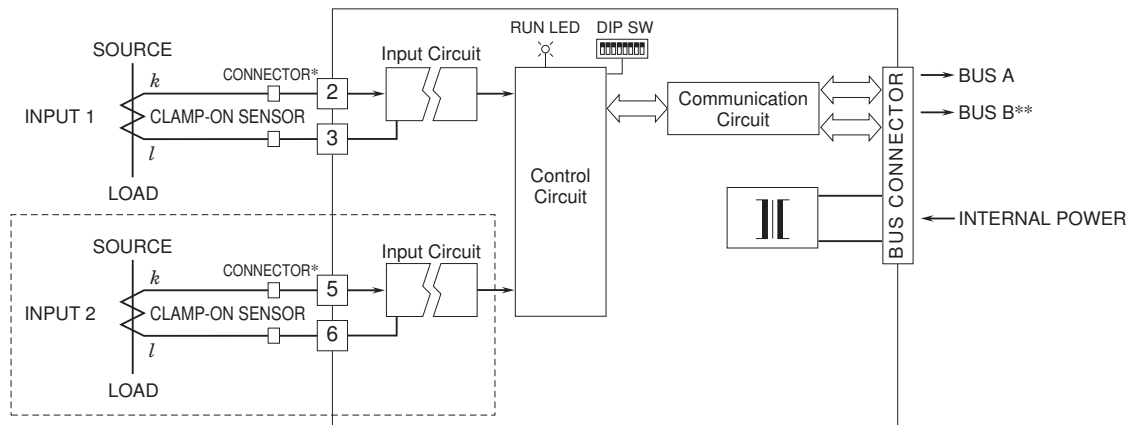 RUN LED
DIP SW
SOURCE
k
CONNECTOR*
2
Input Circuit
INPUT 1
CLAMP-ON SENSOR
3
l
LOAD
Control
Circuit
Communication
Circuit
BUS CONNECTOR
BUS A
BUS B**
INTERNAL POWER
SOURCE
k
CONNECTOR*
5
Input Circuit
INPUT 2
CLAMP-ON SENSOR
6
l
LOAD